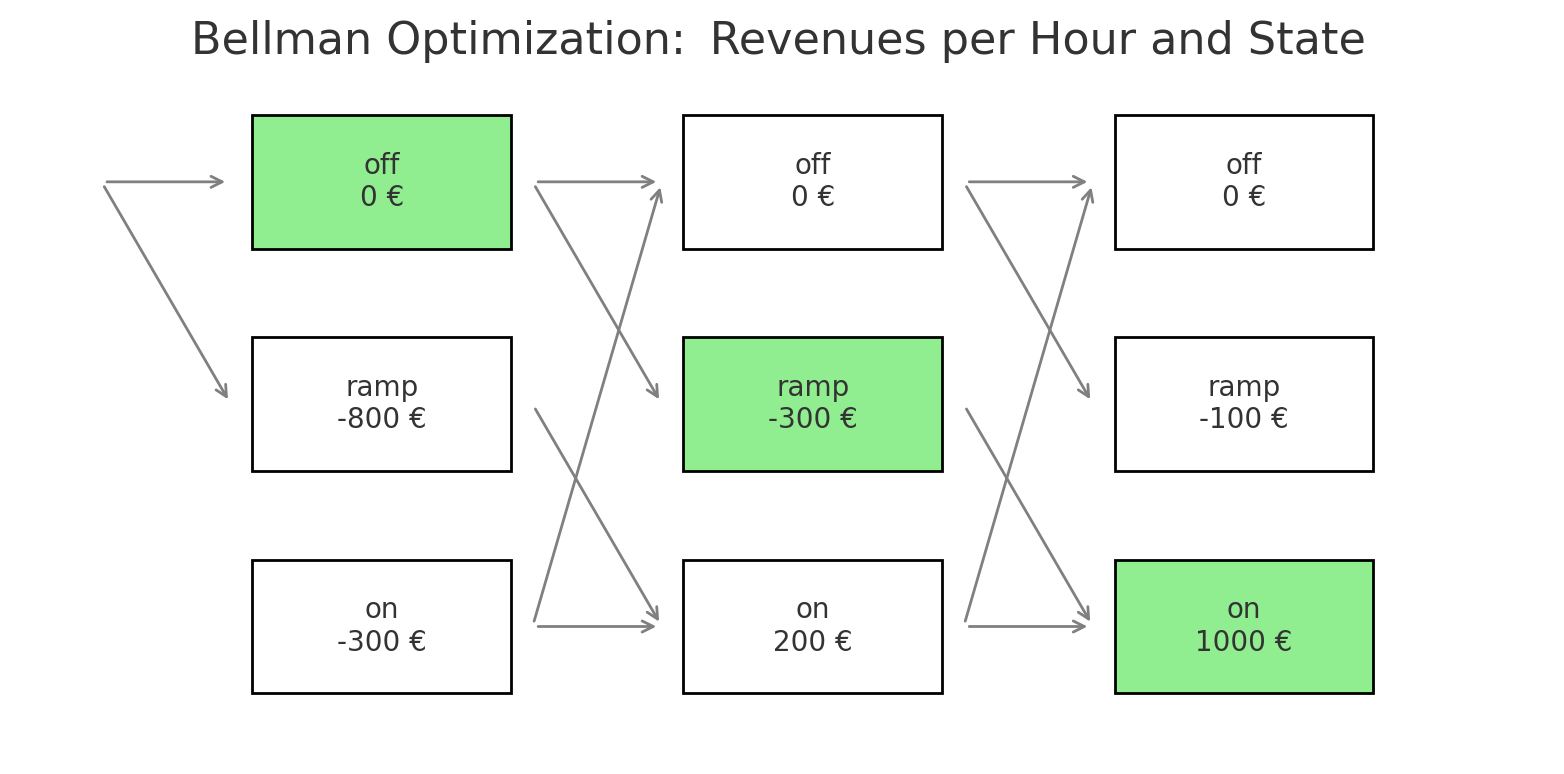 Bellman Optimization:  Revenues per Hour and State
off
0 €
off
0 €
off
0 €
ramp
-800 €
ramp
-300 €
ramp
-100 €
on
-300 €
on
200 €
on
1000 €